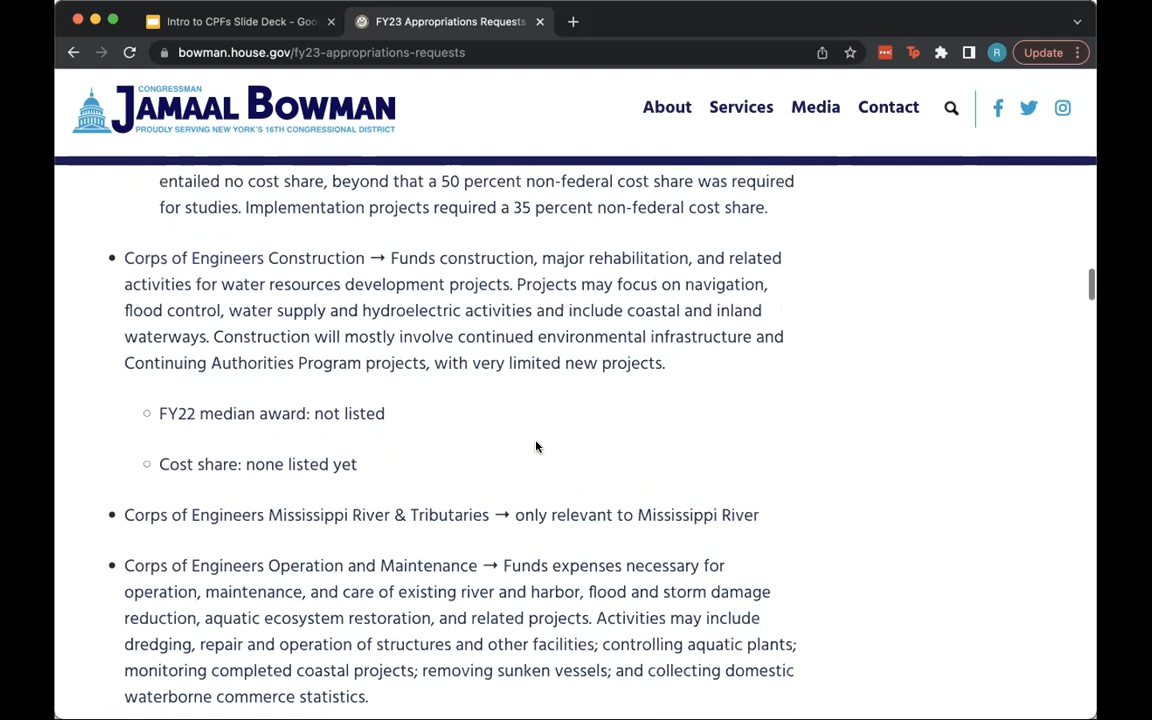 Intro to CPFs Slide Deck - Goo
FY23 Appropriations Requests
bowman.house.gov/fy23-appropriations-requests
Tp
R
Update
CONGRESSMAN
JAMAAL BOWMAN
PROUDLY SERVING NEW YORK'S 16TH CONGRESSIONAL DISTRICT
About Services Media Contact
entailed no cost share, beyond that a 50 percent non-federal cost share was required
for studies. Implementation projects required a 35 percent non-federal cost share.
• Corps of Engineers Construction → Funds construction, major rehabilitation, and related
activities for water resources development projects. Projects may focus on navigation,
flood control, water supply and hydroelectric activities and include coastal and inland
waterways. Construction will mostly involve continued environmental infrastructure and
Continuing Authorities Program projects, with very limited new projects.
○ FY22 median award: not listed
○ Cost share: none listed yet
• Corps of Engineers Mississippi River & Tributaries → only relevant to Mississippi River
• Corps of Engineers Operation and Maintenance → Funds expenses necessary for
operation, maintenance, and care of existing river and harbor, flood and storm damage
reduction, aquatic ecosystem restoration, and related projects. Activities may include
dredging, repair and operation of structures and other facilities; controlling aquatic plants;
monitoring completed coastal projects; removing sunken vessels; and collecting domestic
waterborne commerce statistics.